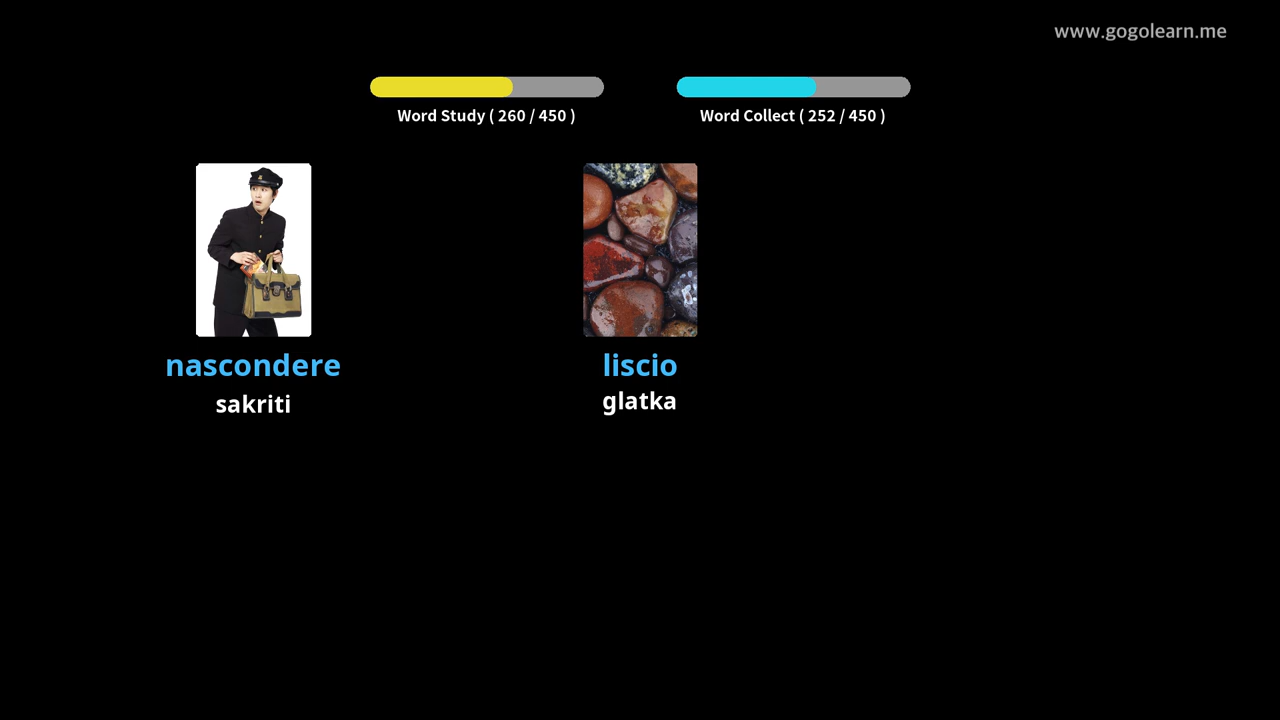 www.gogolearn.me
Word Study ( 260 / 450 )
Word Collect ( 252 / 450 )
nascondere
sakriti
liscio
glatka